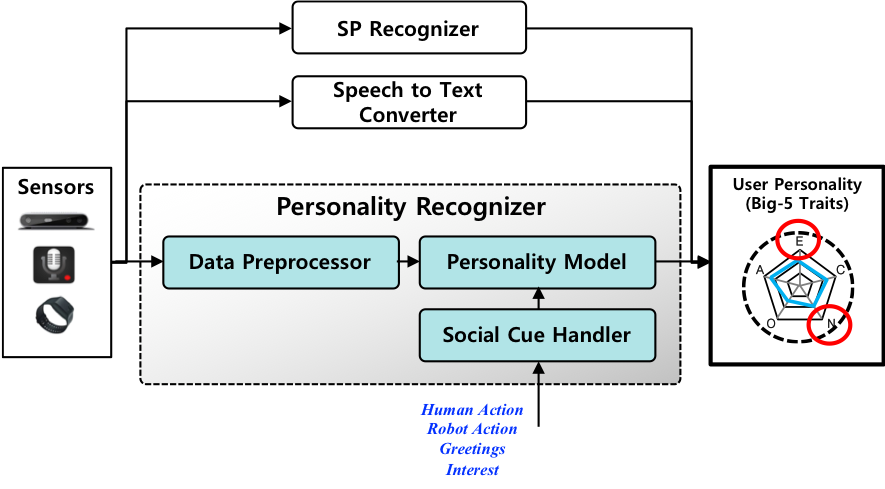 SP Recognizer
Speech to Text
Converter
Sensors
Personality Recognizer
Data Preprocessor
Personality Model
Social Cue Handler
Human Action
Robot Action
Greetings
Interest
User Personality
(Big-5 Traits)
E
A
C
O
N